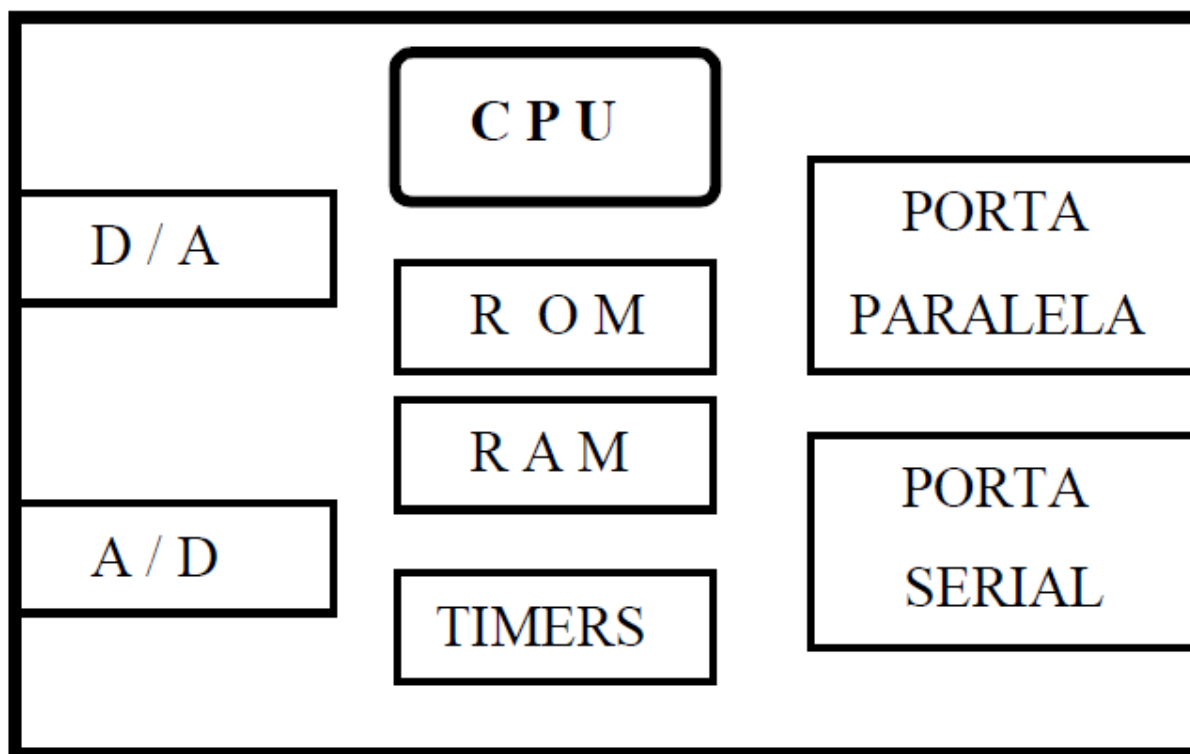 C P U
D / A
R O M
R A M
A / D
TIMERS
PORTA
PARALELA
PORTA
SERIAL